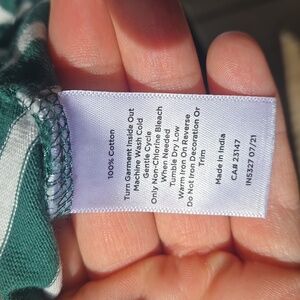 100% Cotton
Turn Garment Inside Out
Machine Wash Cold
Gentle Cycle
Only Non-Chlorine Bleach
When Needed
Tumble Dry Low
Warm Iron On Reverse
Do Not Iron Decoration Or
Trim
Made in India
CA# 23147
INS327 07/21